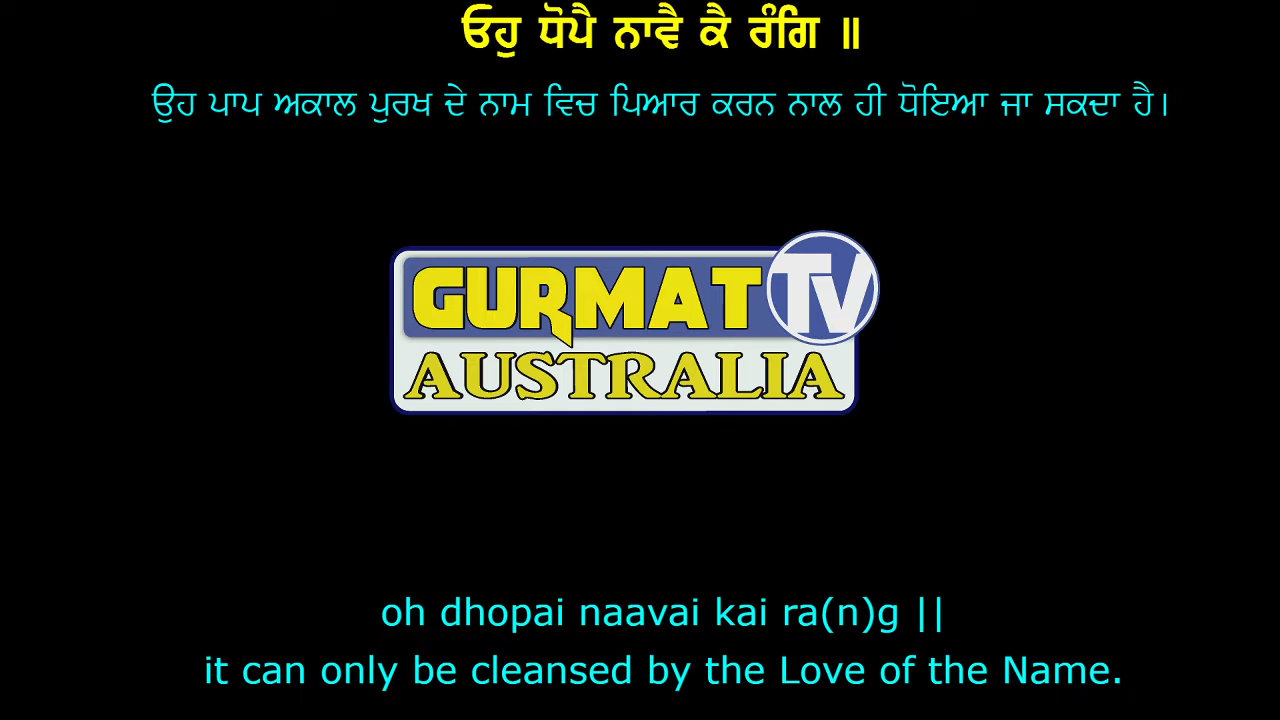 ਓਹੁ ਧੋਪੈ ਨਾਵੈ ਕੈ ਰੰਗਿ ॥
ਉਹ ਪਾਪ ਅਕਾਲ ਪੁਰਖ ਦੇ ਨਾਮ ਵਿਚ ਪਿਆਰ ਕਰਨ ਨਾਲ ਹੀ ਧੋਇਆ ਜਾ ਸਕਦਾ ਹੈ।
GURMAT TV
AUSTRALIA
oh dhopai naavai kai ra(n)g ||
it can only be cleansed by the Love of the Name.